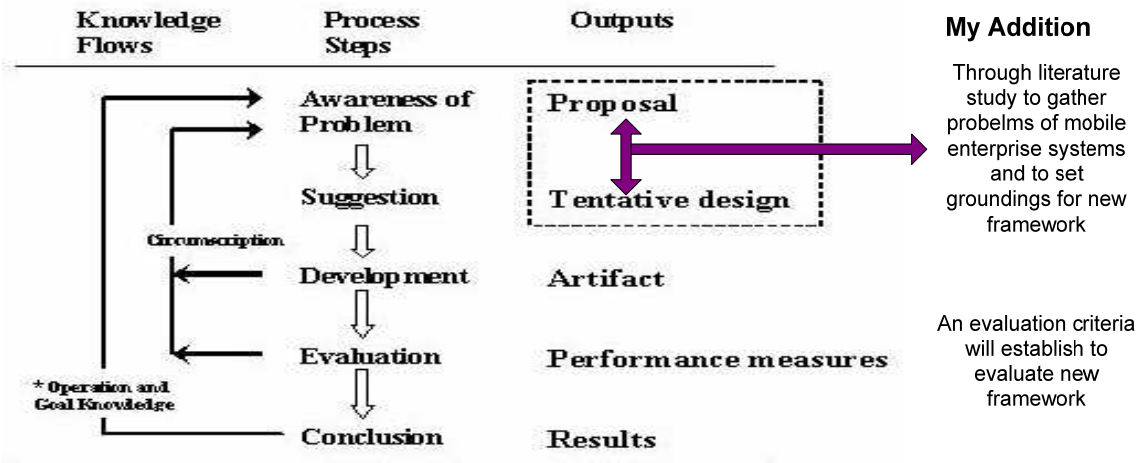 Knowledge
Flows
Process
Steps
Outputs
My Addition
Awareness of
Problem
Proposal
Through literature
study to gather
probelms of mobile
enterprise systems
and to set
groundings for new
framework
Suggestion
Tentative design
Circumscription
Development
Artifact
An evaluation criteria
will establish to
evaluate new
framework
Evaluation
Performance measures
* Operation and
Goal Knowledge
Conclusion
Results